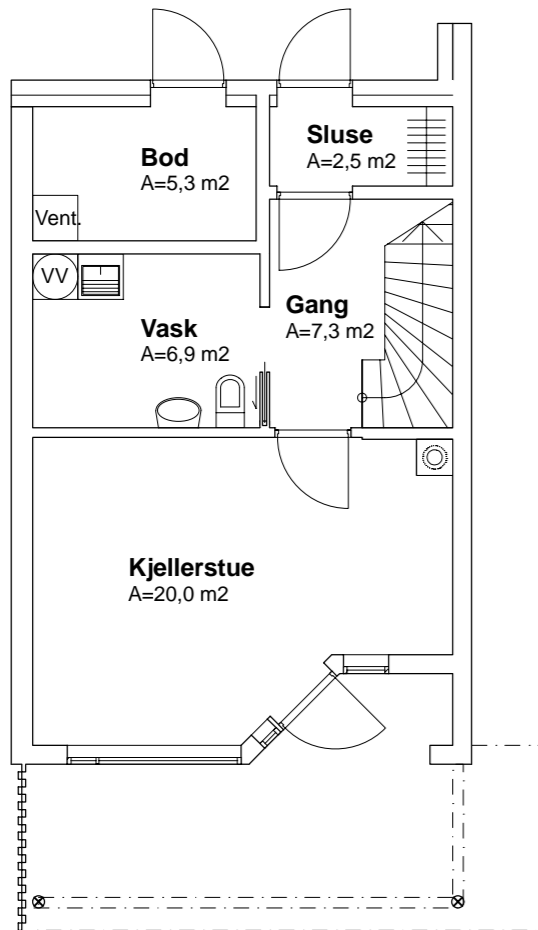 Sluse
A=2,5 m2
Bod
A=5,3 m2
Vent.
VV
Gang
A=7,3 m2
Vask
A=6,9 m2
Kjellerstue
A=20,0 m2